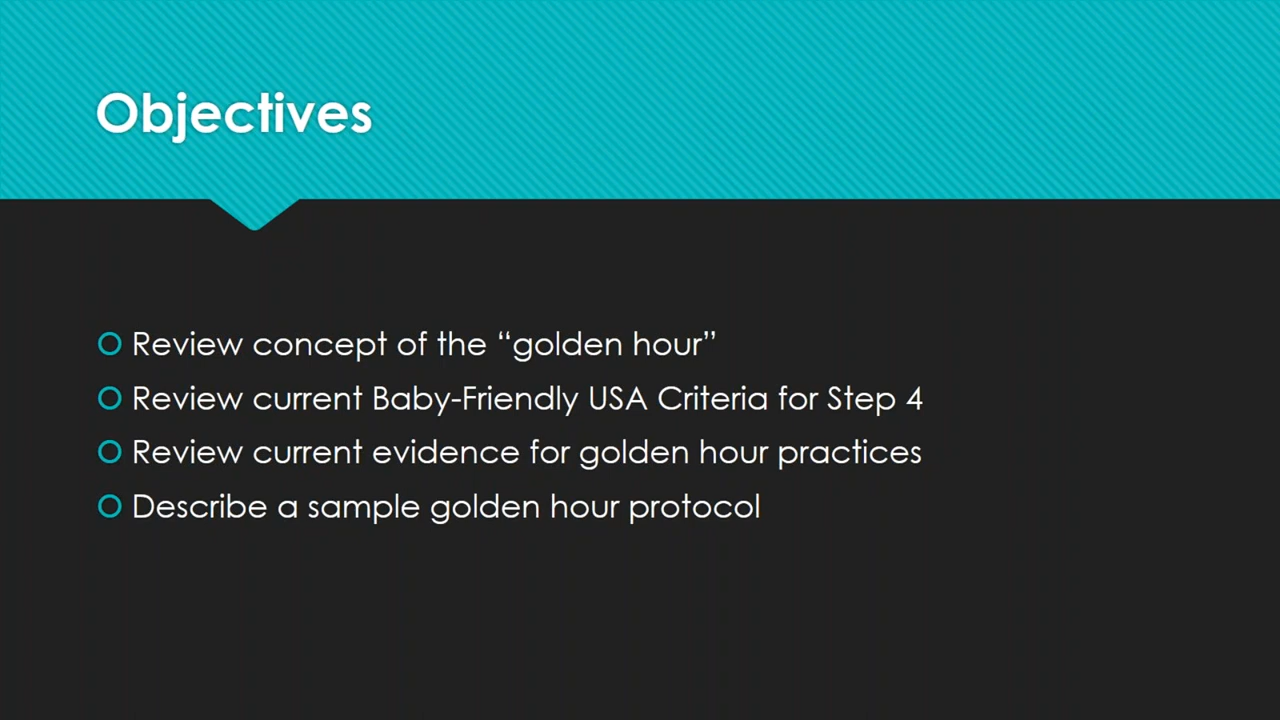 Objectives
Review concept of the “golden hour”
Review current Baby-Friendly USA Criteria for Step 4
Review current evidence for golden hour practices
Describe a sample golden hour protocol